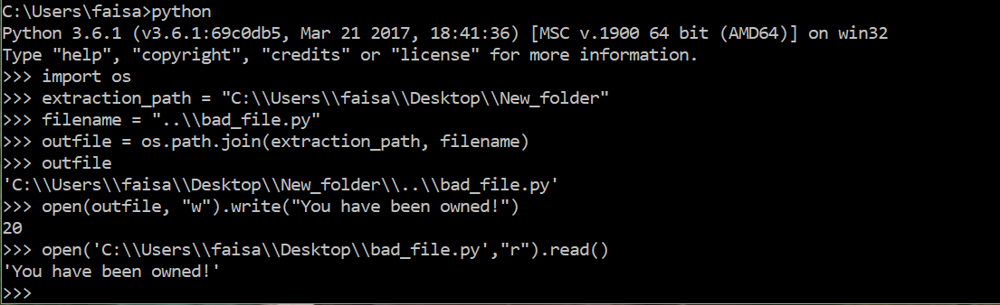 C:\Users\faisa>python
Python 3.6.1 (v3.6.1:69c0db5, Mar 21 2017, 18:41:36) [MSC v.1900 64 bit (AMD64)] on win32
Type "help", "copyright", "credits" or "license" for more information.
>>> import os
>>> extraction_path = "C:\\Users\\faisa\\Desktop\\New_folder"
>>> filename = "..\\bad_file.py"
>>> outfile = os.path.join(extraction_path, filename)
>>> outfile
'C:\\Users\\faisa\\Desktop\\New_folder\\..\\bad_file.py'
>>> open(outfile, "w").write("You have been owned!")
20
>>> open('C:\\Users\\faisa\\Desktop\\bad_file.py',"r").read()
'You have been owned!'
>>>